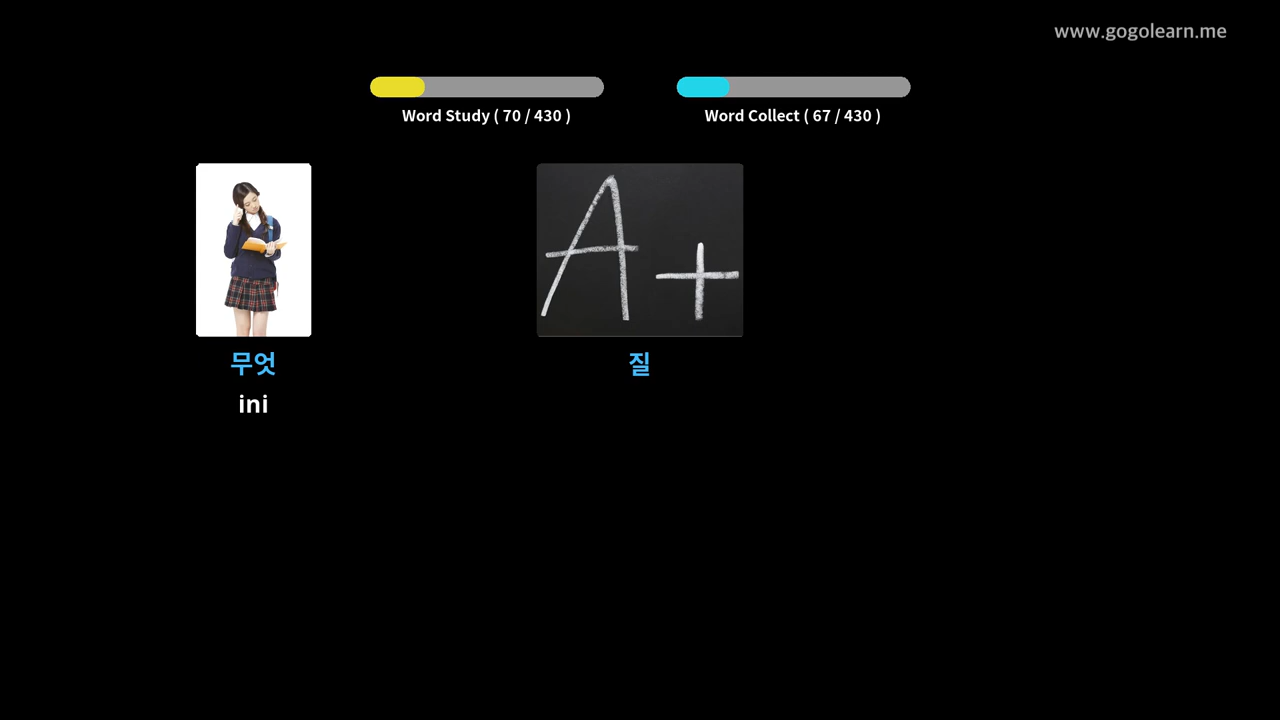 www.gogolearn.me
Word Study ( 70 / 430 )
Word Collect ( 67 / 430 )
A+
무엇
질
ini